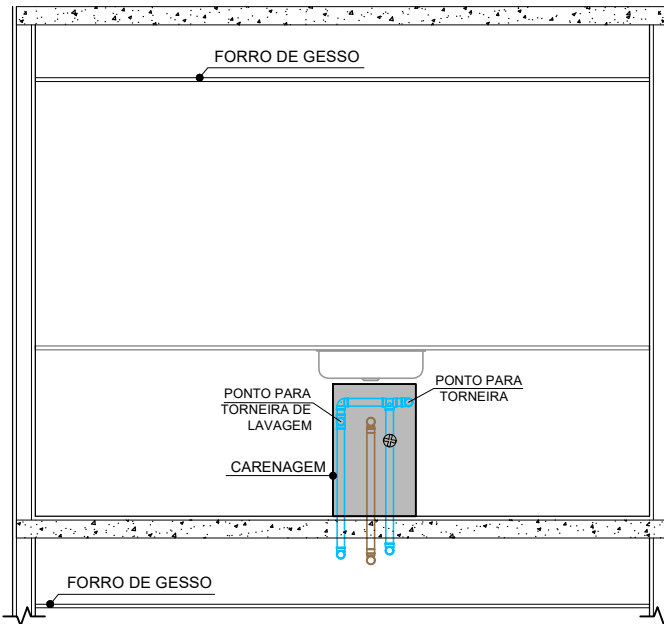 FORRO DE GESSO
PONTO PARA
TORNEIRA DE
LAVAGEM
PONTO PARA
TORNEIRA
CARENAGEM
FORRO DE GESSO